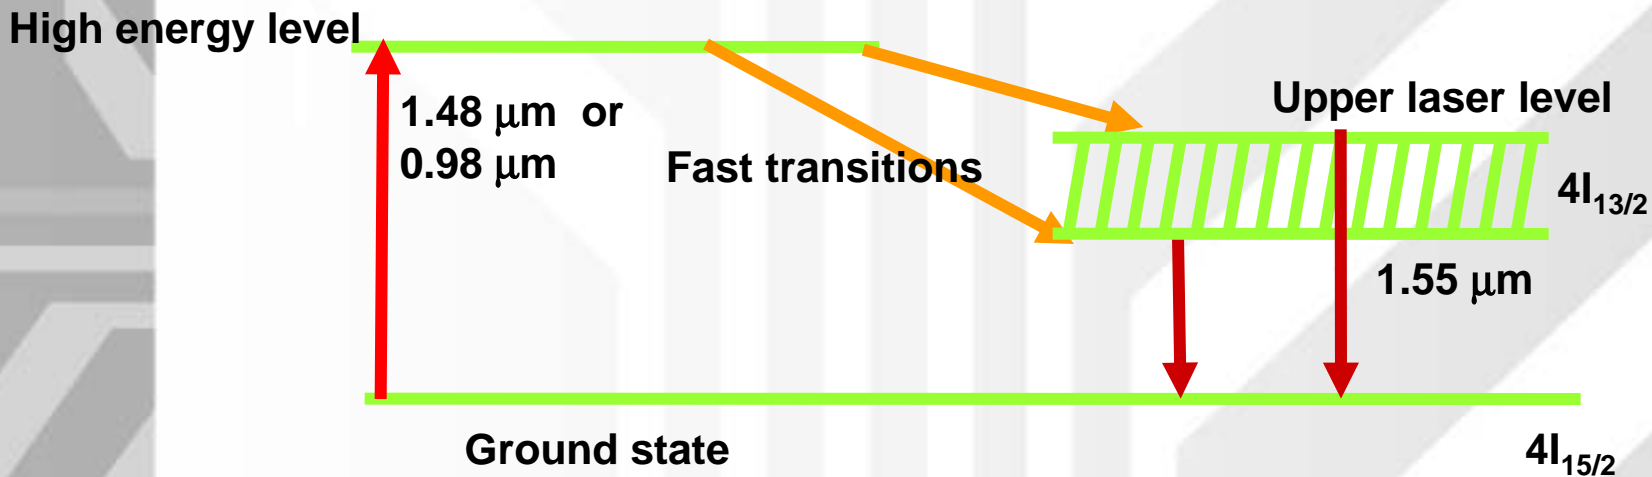 High energy level
1.48 μm or
0.98 μm
Fast transitions
Upper laser level
4I13/2
1.55 μm
Ground state
4I15/2